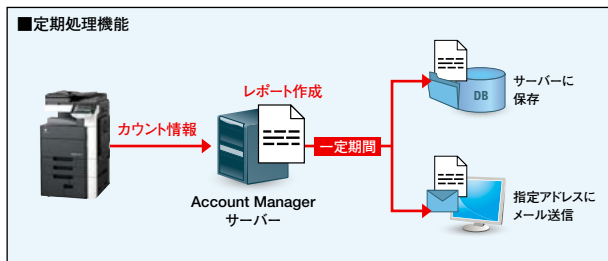 ■定期処理機能
レポート作成
カウント情報
一定期間
Account Manager
サーバー
DB
サーバーに
保存
指定アドレスに
メール送信